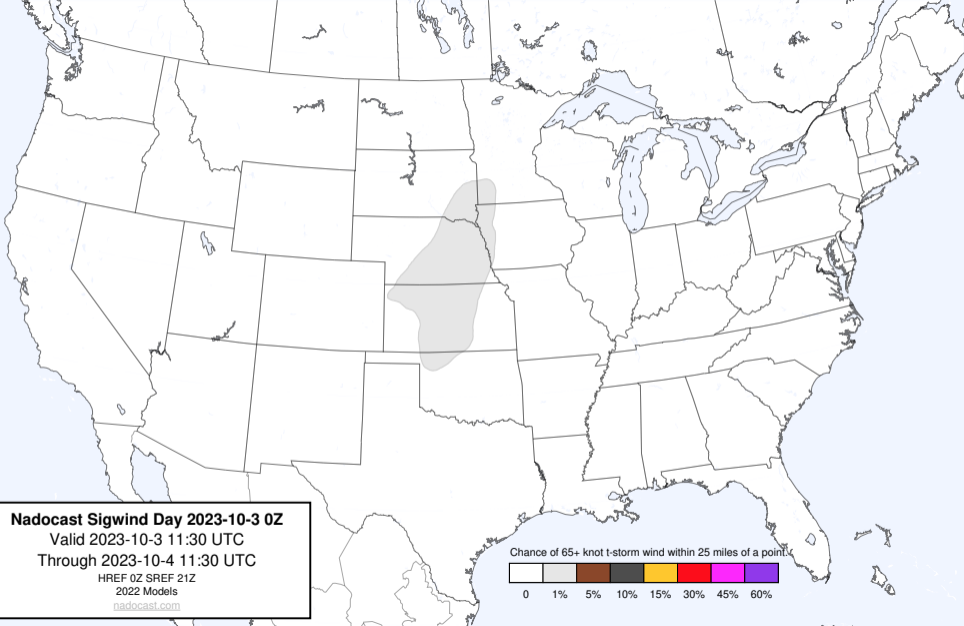 Nadocast Sigwind Day 2023-10-3 0Z
Valid 2023-10-3 11:30 UTC
Through 2023-10-4 11:30 UTC
HREF 0Z SREF 21Z
2022 Models
nadocast.com
Chance of 65+ knot t-storm wind within 25 miles of a point.
0 1% 5% 10% 15% 30% 45% 60%